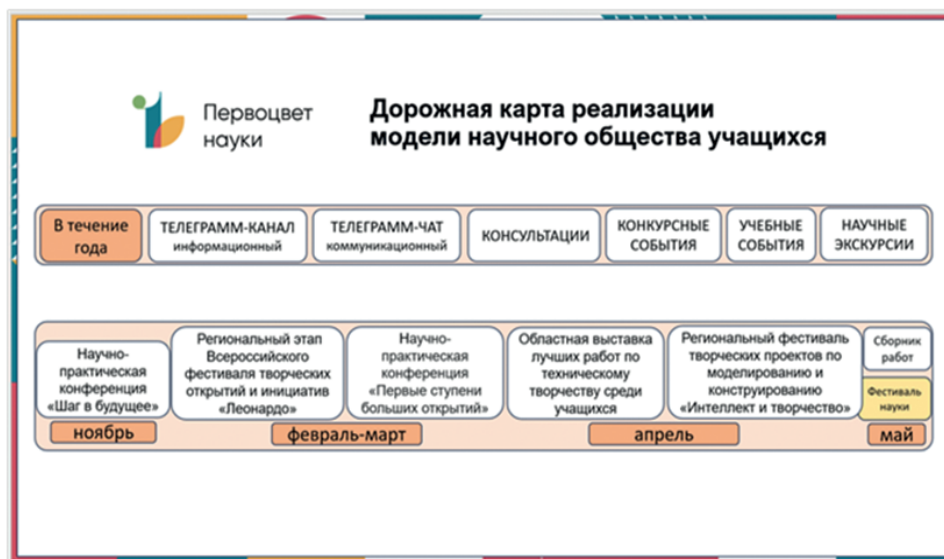 Первоцвет
науки
Дорожная карта реализации
модели научного общества учащихся
В течение
года
ТЕЛЕГРАММ-КАНАЛ
информационный
ТЕЛЕГРАММ-ЧАТ
коммуникационный
КОНСУЛЬТАЦИИ
КОНКУРСНЫЕ
СОБЫТИЯ
УЧЕБНЫЕ
СОБЫТИЯ
НАУЧНЫЕ
ЭКСКУРСИИ
Научно-
практическая
конференция
«Шаг в будущее»
Региональный этап
Всероссийского
фестиваля творческих
открытий и инициатив
«Леонардо»
Научно-
практическая
конференция
«Первые ступени
больших открытий»
Областная выставка
лучших работ по
техническому
творчеству среди
учащихся
Региональный фестиваль
творческих проектов по
моделированию и
конструированию
«Интеллект и творчество»
Сборник
работ
Фестиваль
науки
ноябрь
февраль-март
апрель
май